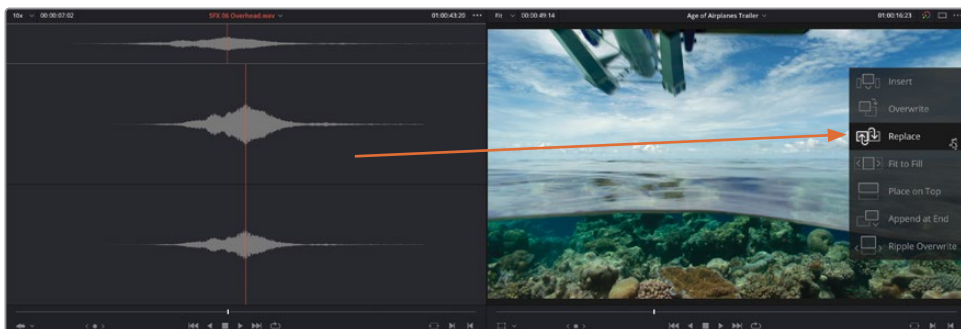 10x 00:00:07:02 SFX 06 Overhead.mov 01:00:43:20
Fit 00:00:49:14 Age of Airplanes Trailer 01:00:16:23
Insert
Overwrite
Replace
Fit to Fill
Place on Top
Append at End
Ripple Overwrite